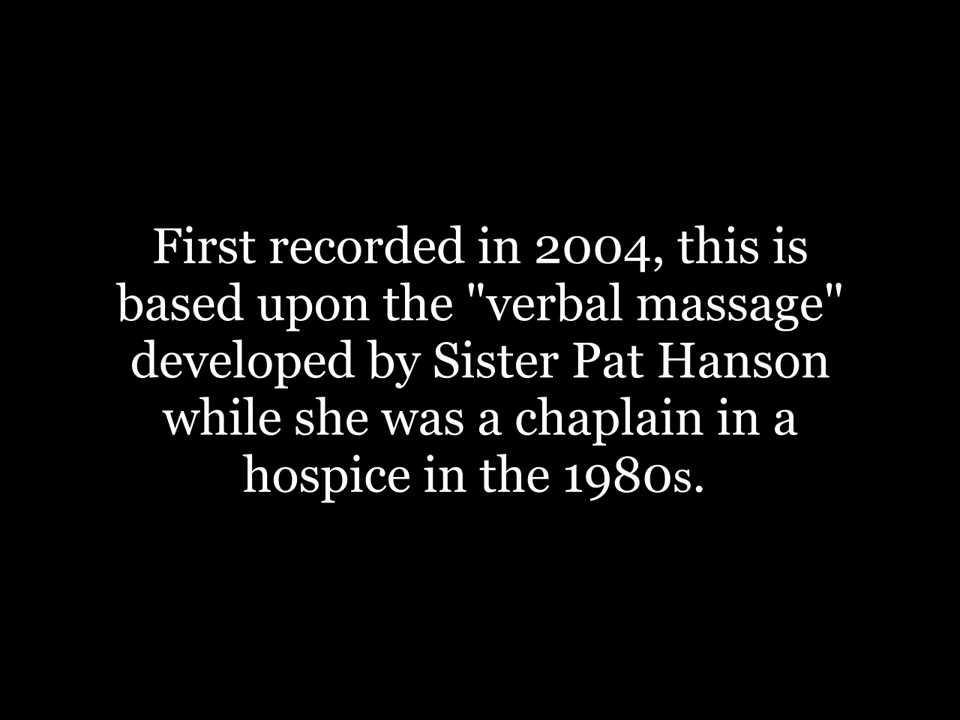 First recorded in 2004, this is
based upon the "verbal massage"
developed by Sister Pat Hanson
while she was a chaplain in a
hospice in the 1980s.